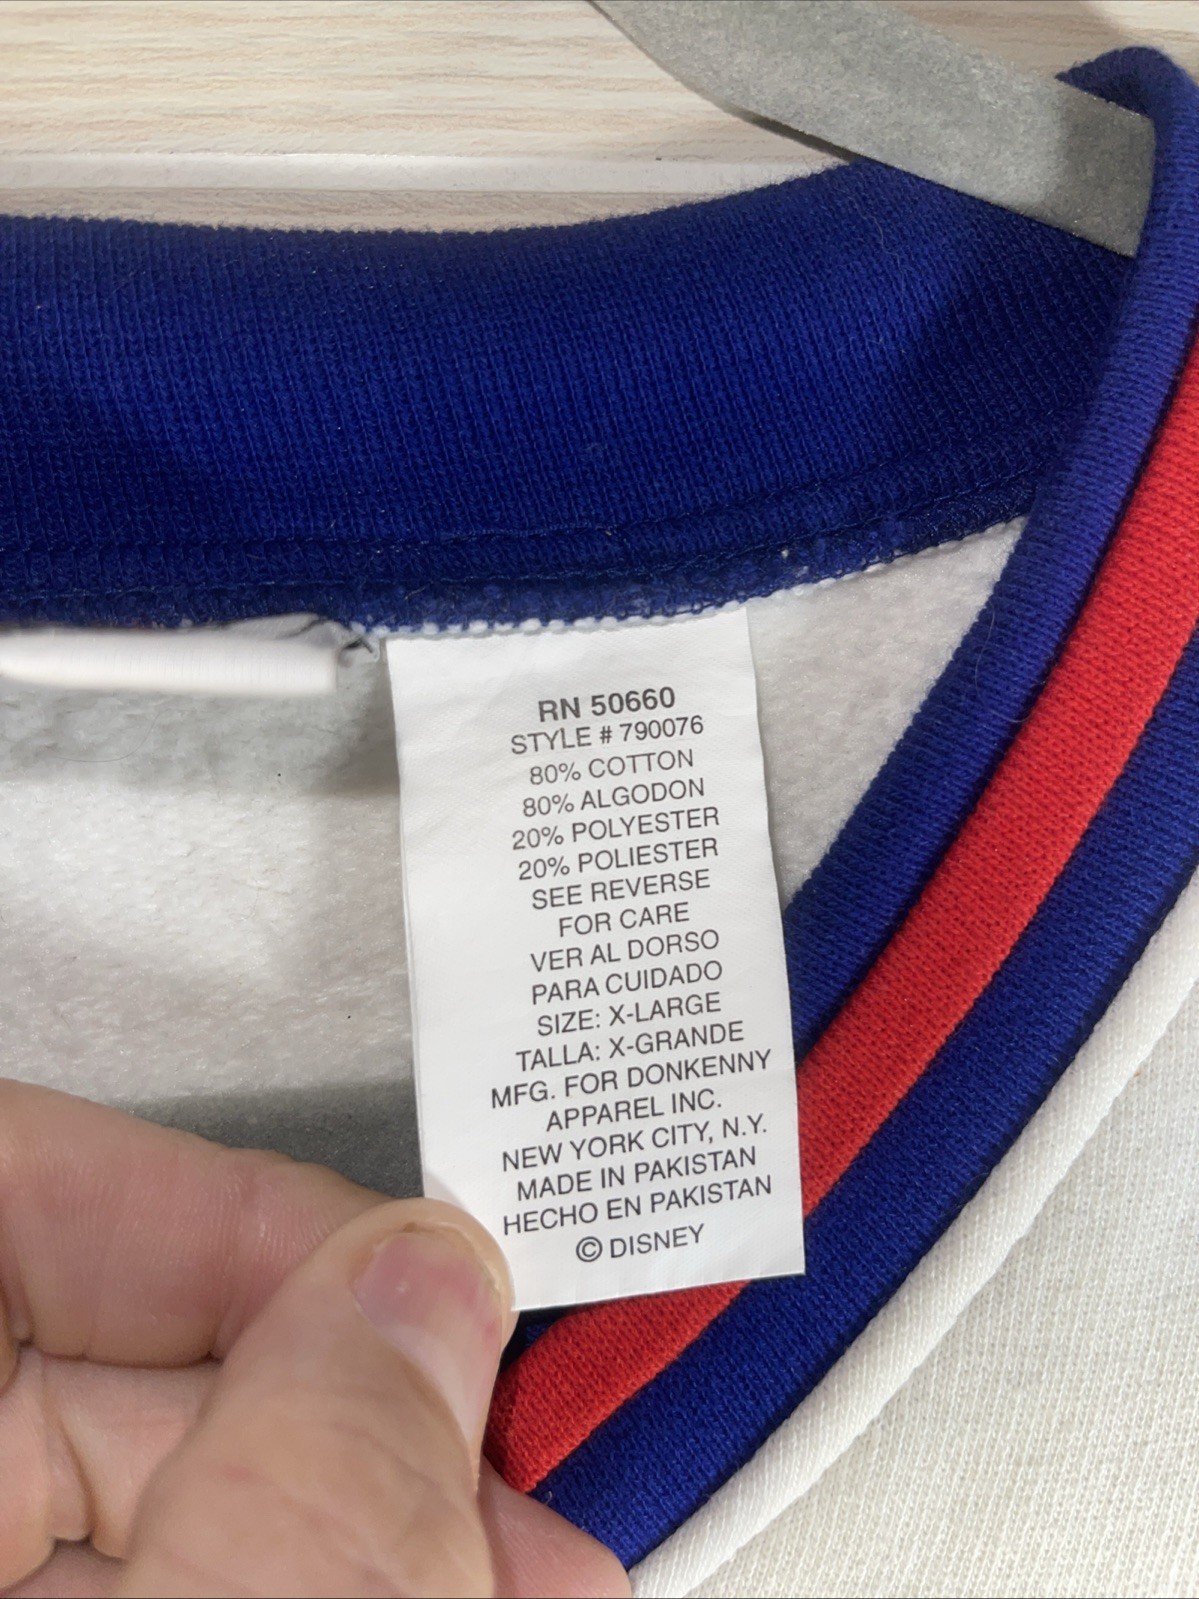 RN 50660
STYLE # 790076
80% COTTON
80% ALGODON
20% POLYESTER
20% POLIESTER
SEE REVERSE
FOR CARE
VER AL DORSO
PARA CUIDADO
SIZE: X-LARGE
TALLA: X-GRANDE
MFG. FOR DONKENNY
APPAREL INC.
NEW YORK CITY, N.Y.
MADE IN PAKISTAN
HECHO EN PAKISTAN
© DISNEY